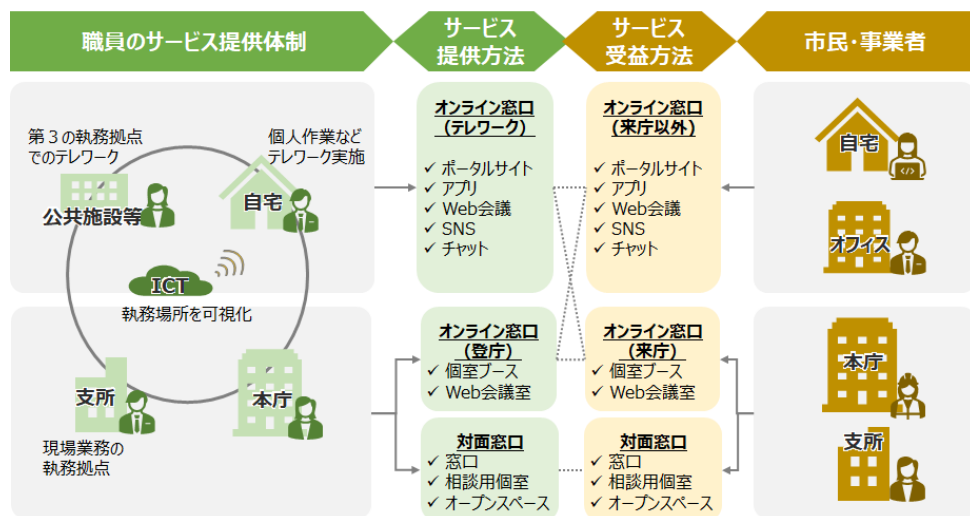 職員のサービス提供体制
サービス
提供方法
サービス
受益方法
市民・事業者
第3の執務拠点
でのテレワーク
個人作業など
テレワーク実施
公共施設等
自宅
ICT
執務場所を可視化
支所
本庁
現場業務の
執務拠点
オンライン窓口
(テレワーク)
✓ ポータルサイト
✓ アプリ
✓ Web会議
✓ SNS
✓ チャット
オンライン窓口
(登庁)
✓ 個室ブース
✓ Web会議室
対面窓口
✓ 窓口
✓ 相談用個室
✓ オープンスペース
オンライン窓口
(来庁以外)
✓ ポータルサイト
✓ アプリ
✓ Web会議
✓ SNS
✓ チャット
オンライン窓口
(来庁)
✓ 個室ブース
✓ Web会議室
対面窓口
✓ 窓口
✓ 相談用個室
✓ オープンスペース
自宅
</>
オフィス
本庁
支所